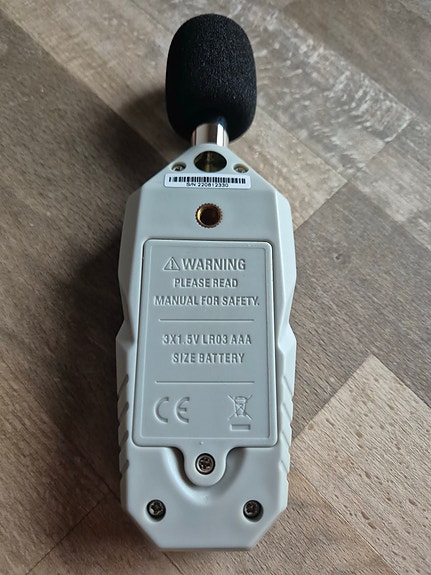 S/N 220812330
WARNING
PLEASE READ
MANUAL FOR SAFETY.
3X1.5V LR03 AAA
SIZE BATTERY
CE